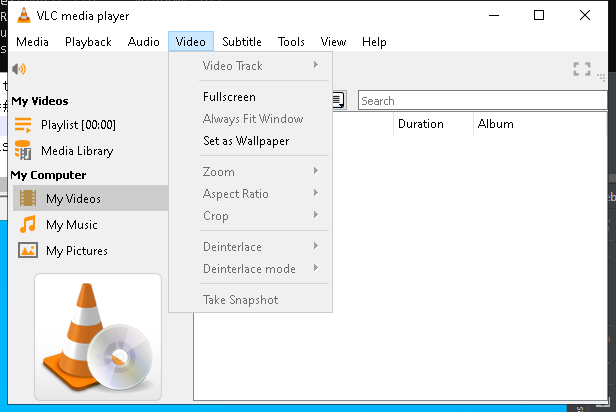 VLC media player
Media Playback Audio Video Subtitle Tools View Help
Video Track
Fullscreen
Always Fit Window
Set as Wallpaper
Zoom
Aspect Ratio
Crop
Deinterlace
Deinterlace mode
Take Snapshot
Search
Duration Album
My Videos
Playlist [00:00]
Media Library
My Computer
My Videos
My Music
My Pictures